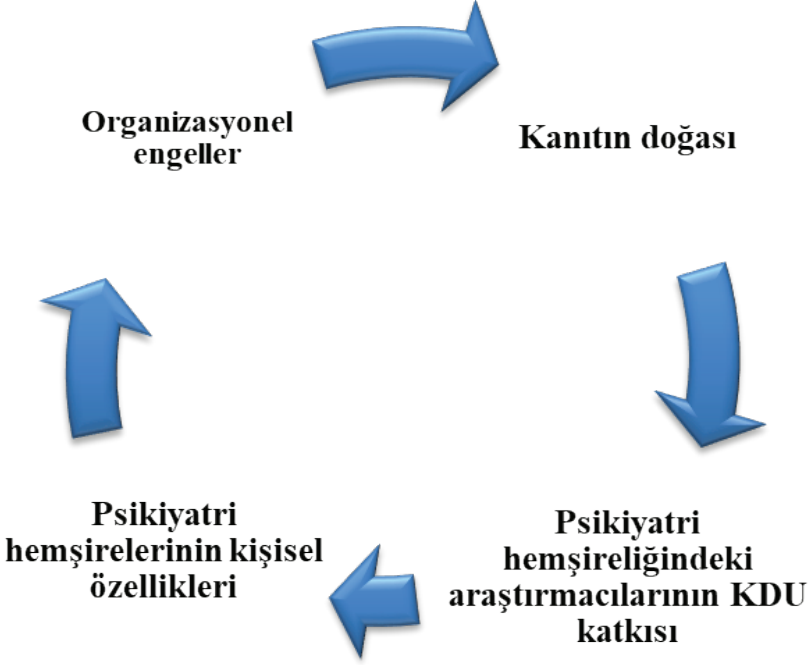 Organizasyonel
engeller
Kanıtın doğası
Psikiyatri
hemşireliğindeki
araştırmacılarının KDU
katkısı
Psikiyatri
hemşirelerinin kişisel
özellikleri